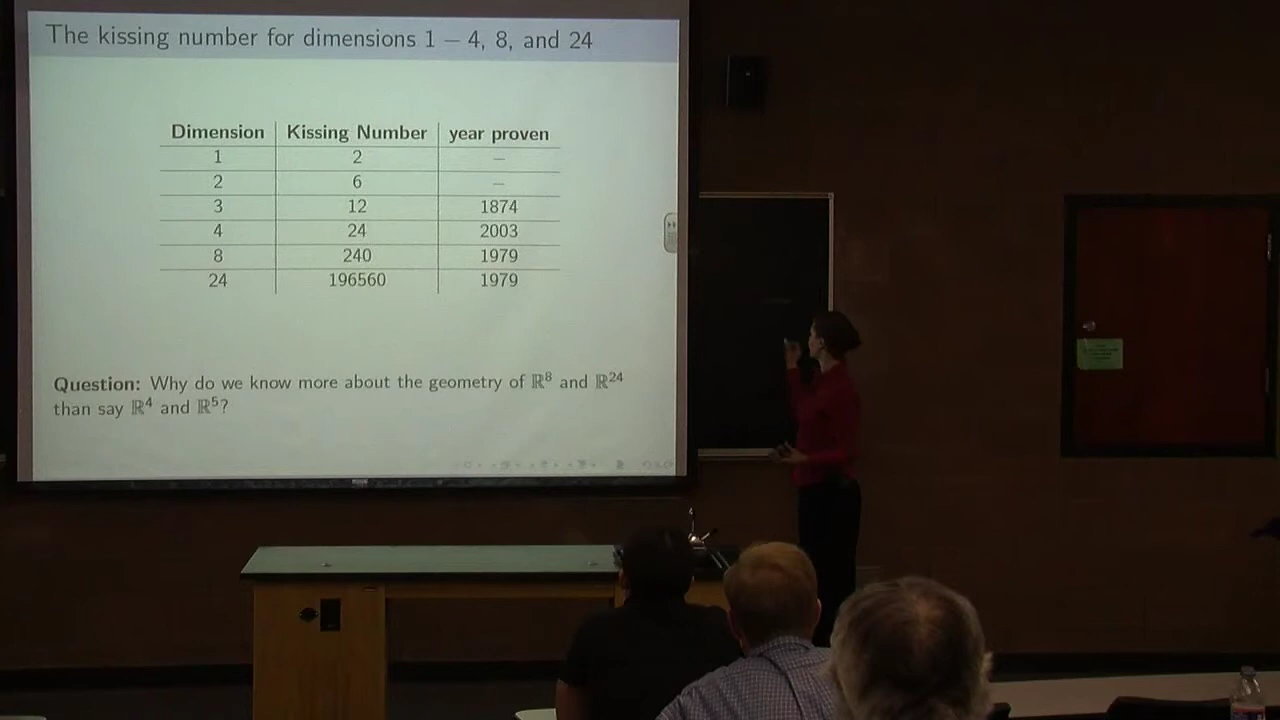 The kissing number for dimensions 1 – 4, 8, and 24
Dimension Kissing Number year proven
1 2 –
2 6 –
3 12 1874
4 24 2003
8 240 1979
24 196560 1979
Question: Why do we know more about the geometry of ℝ⁸ and ℝ²⁴
than say ℝ⁴ and ℝ⁵?